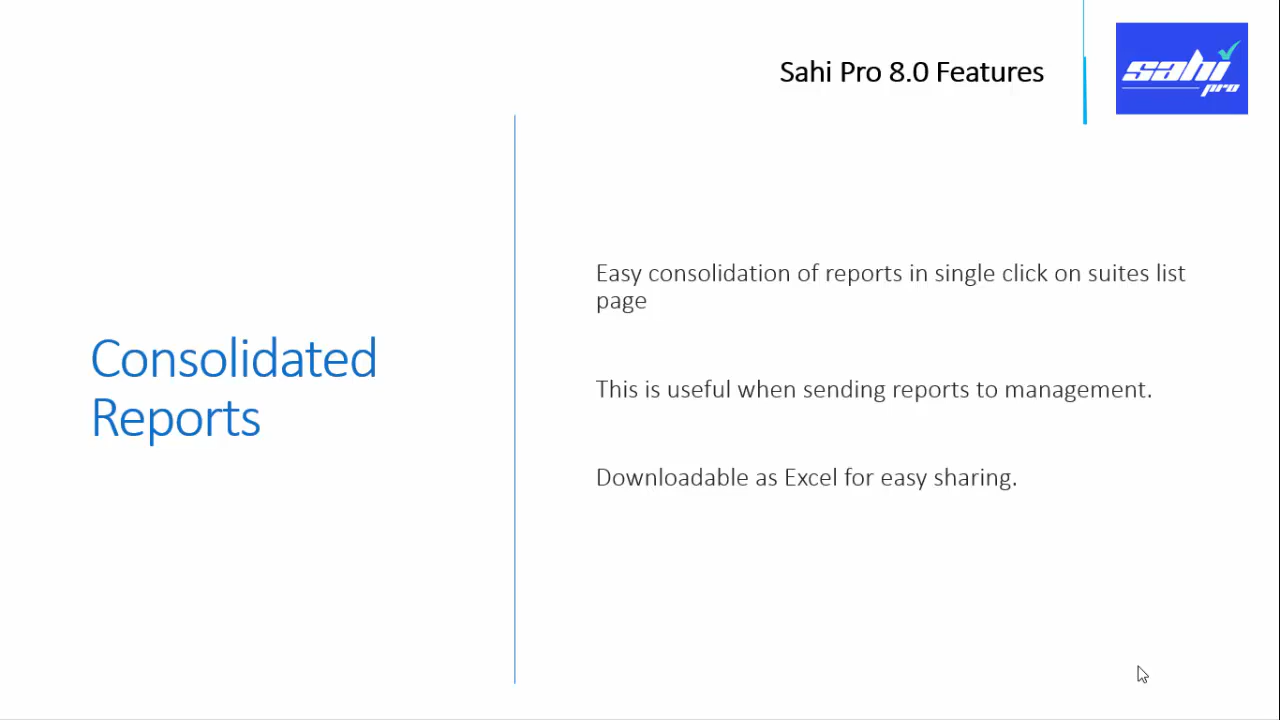 Sahi Pro 8.0 Features
sahi
pro
Consolidated
Reports
Easy consolidation of reports in single click on suites list
page
This is useful when sending reports to management.
Downloadable as Excel for easy sharing.